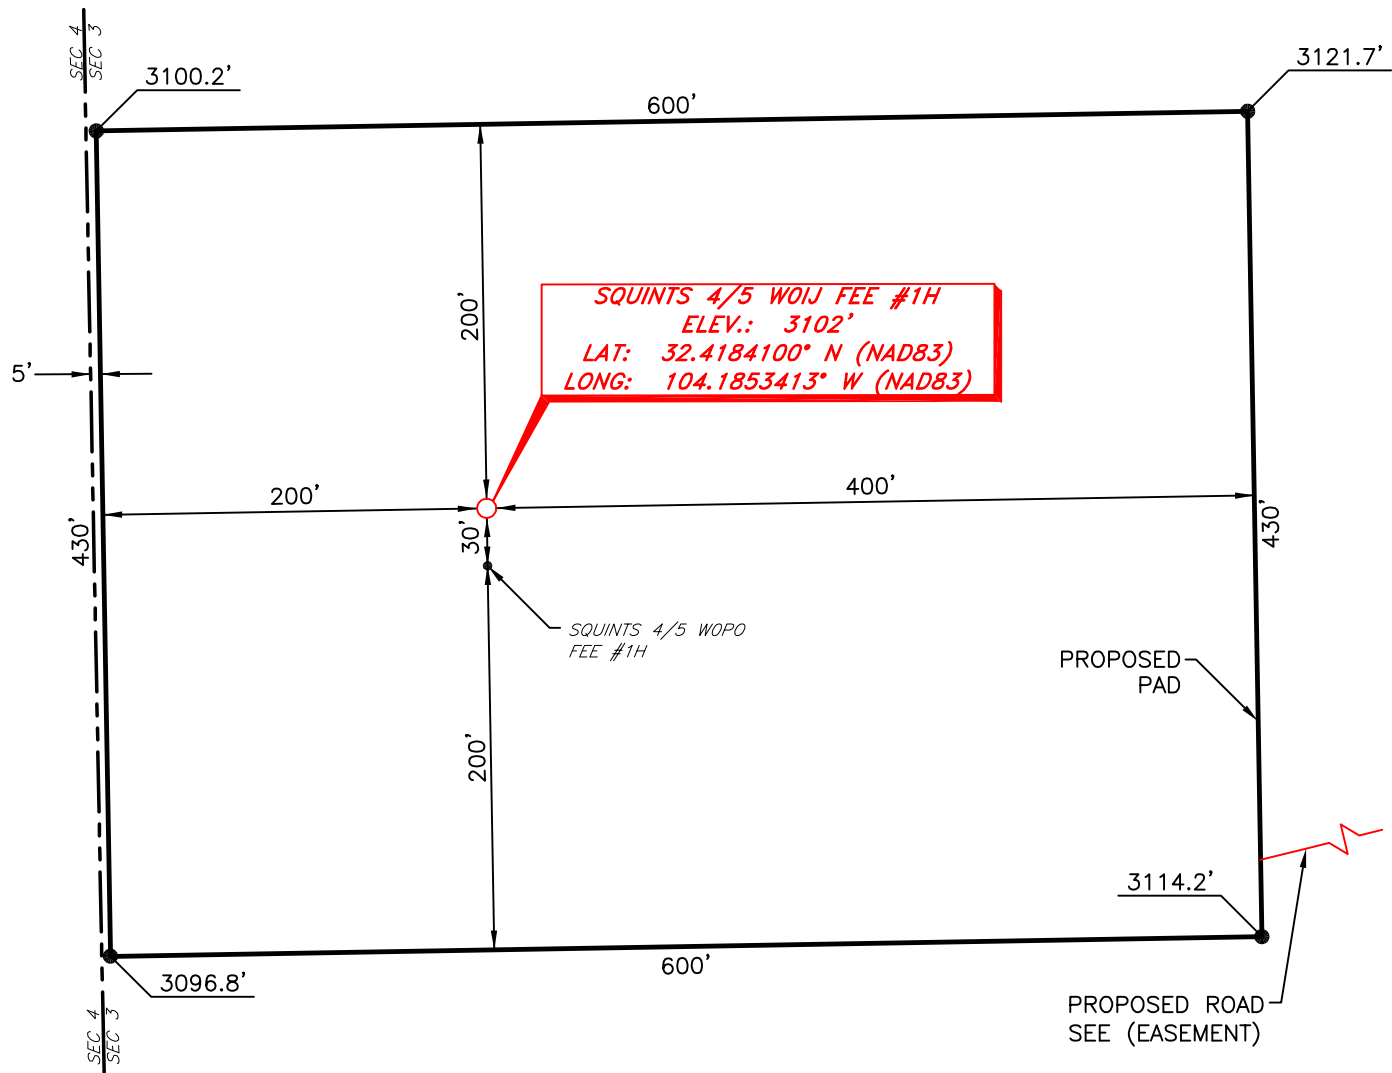 SEC 4
SEC 3
3100.2'
600'
3121.7'
200'
SQUINTS 4/5 W0IJ FEE #1H
ELEV.: 3102'
LAT: 32.4184100° N (NAD83)
LONG: 104.1853413° W (NAD83)
5'
200'
400'
430'
30'
430'
SQUINTS 4/5 W0PO
FEE #1H
PROPOSED
PAD
200'
3114.2'
600'
3096.8'
PROPOSED ROAD
SEE (EASEMENT)
SEC 4
SEC 3